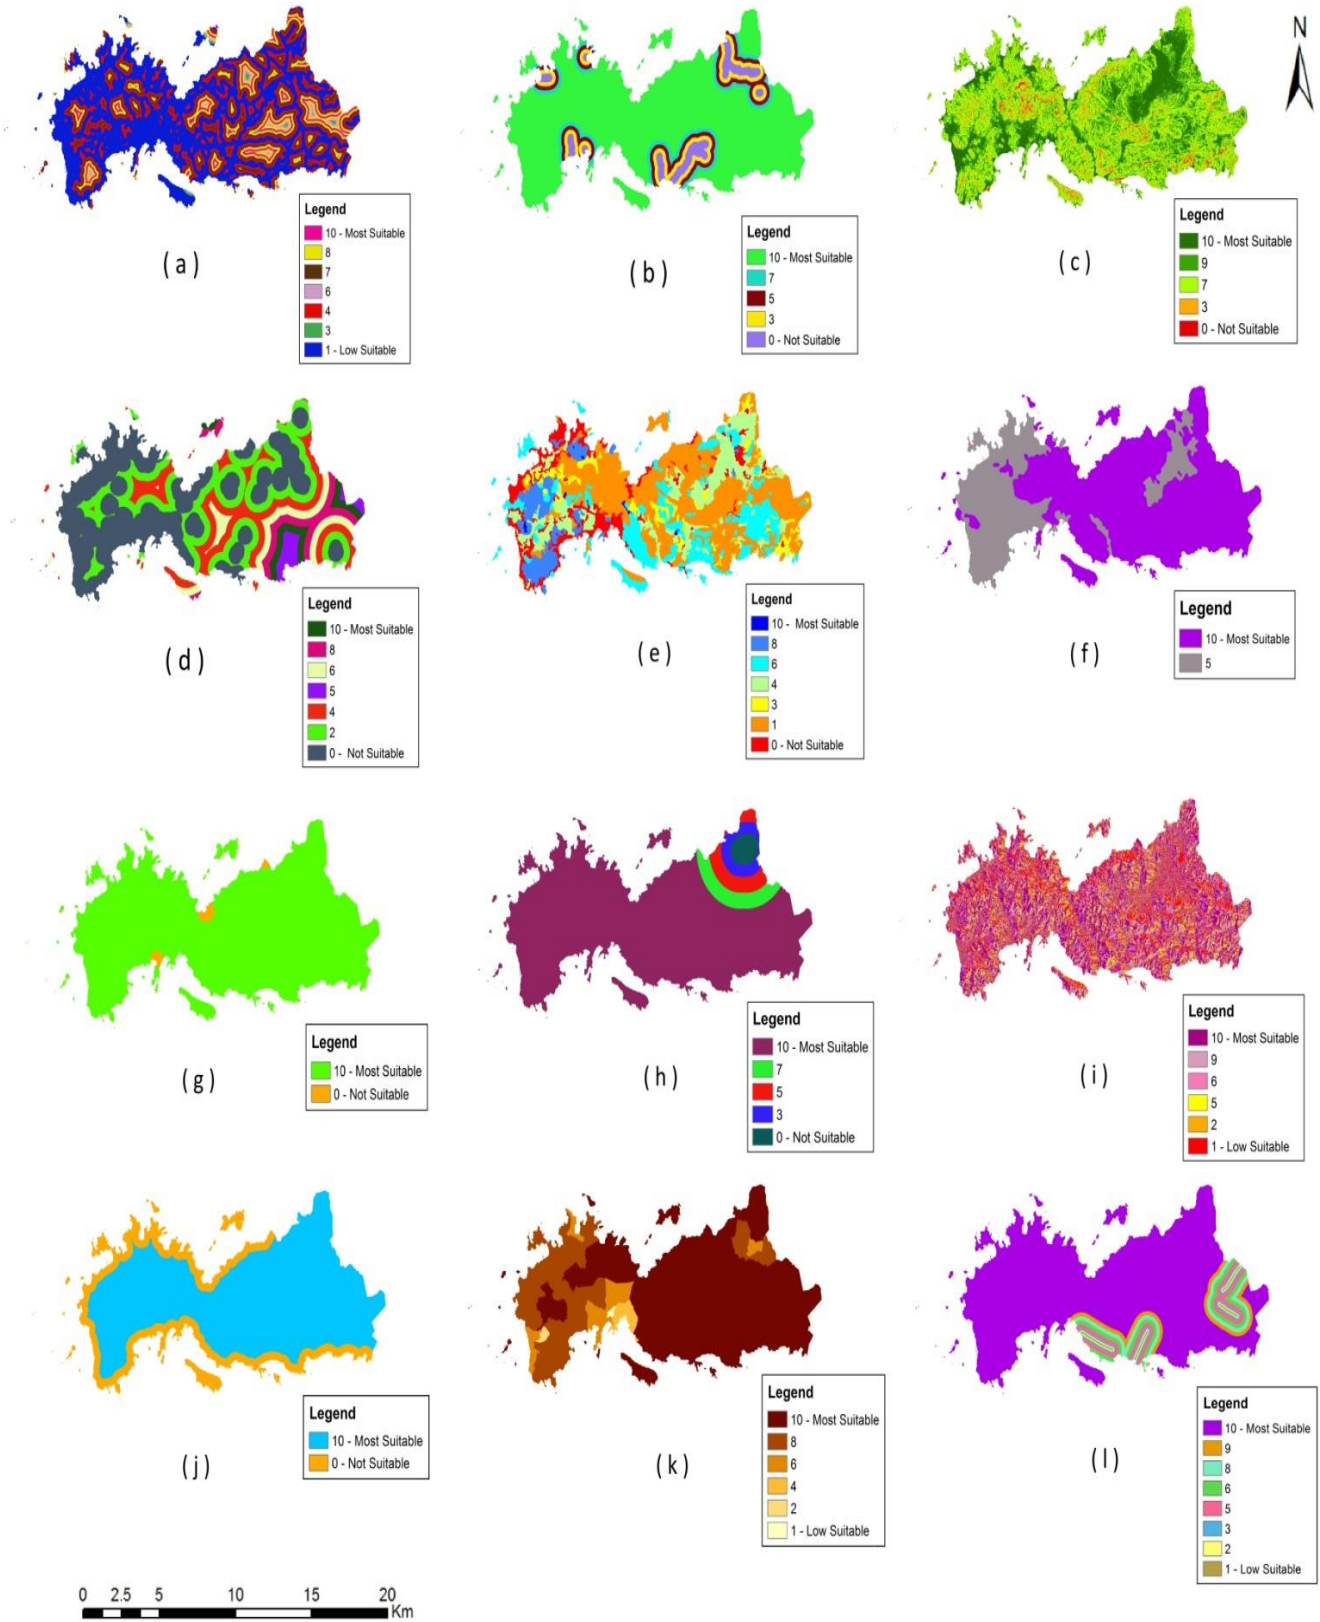 N
Legend
10 - Most Suitable
8
7
6
4
3
1 - Low Suitable
( a )
Legend
10 - Most Suitable
7
5
3
0 - Not Suitable
( b )
Legend
10 - Most Suitable
9
7
3
0 - Not Suitable
( c )
Legend
10 - Most Suitable
8
6
5
4
2
0 - Not Suitable
( d )
Legend
10 - Most Suitable
8
6
4
3
1
0 - Not Suitable
( e )
Legend
10 - Most Suitable
5
( f )
Legend
10 - Most Suitable
0 - Not Suitable
( g )
Legend
10 - Most Suitable
7
5
3
0 - Not Suitable
( h )
Legend
10 - Most Suitable
9
6
5
2
1 - Low Suitable
( i )
Legend
10 - Most Suitable
0 - Not Suitable
( j )
Legend
10 - Most Suitable
8
6
4
2
1 - Low Suitable
( k )
Legend
10 - Most Suitable
9
8
6
5
3
2
1 - Low Suitable
( l )
0 2.5 5 10 15 20
Km